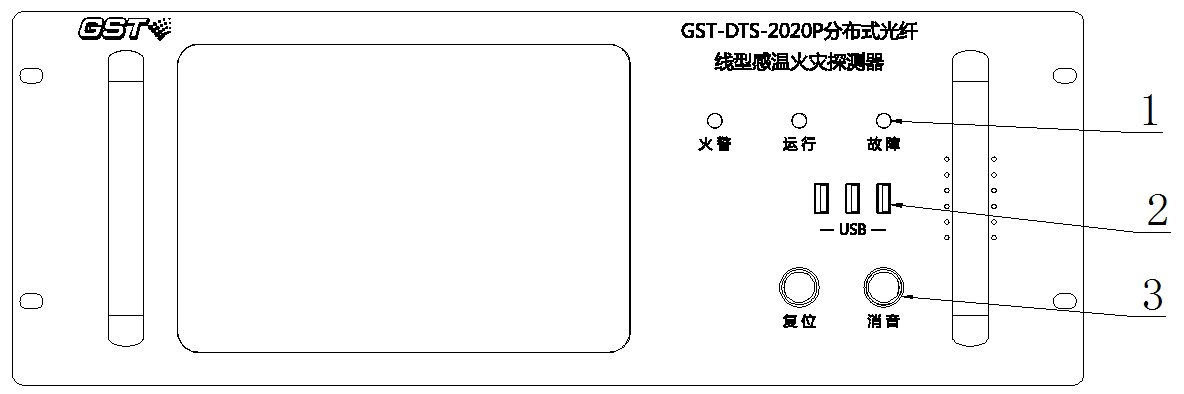 GST
GST-DTS-2020P分布式光纤
线型感温火灾探测器
1
火警 运行 故障
2
USB
3
复位 消音